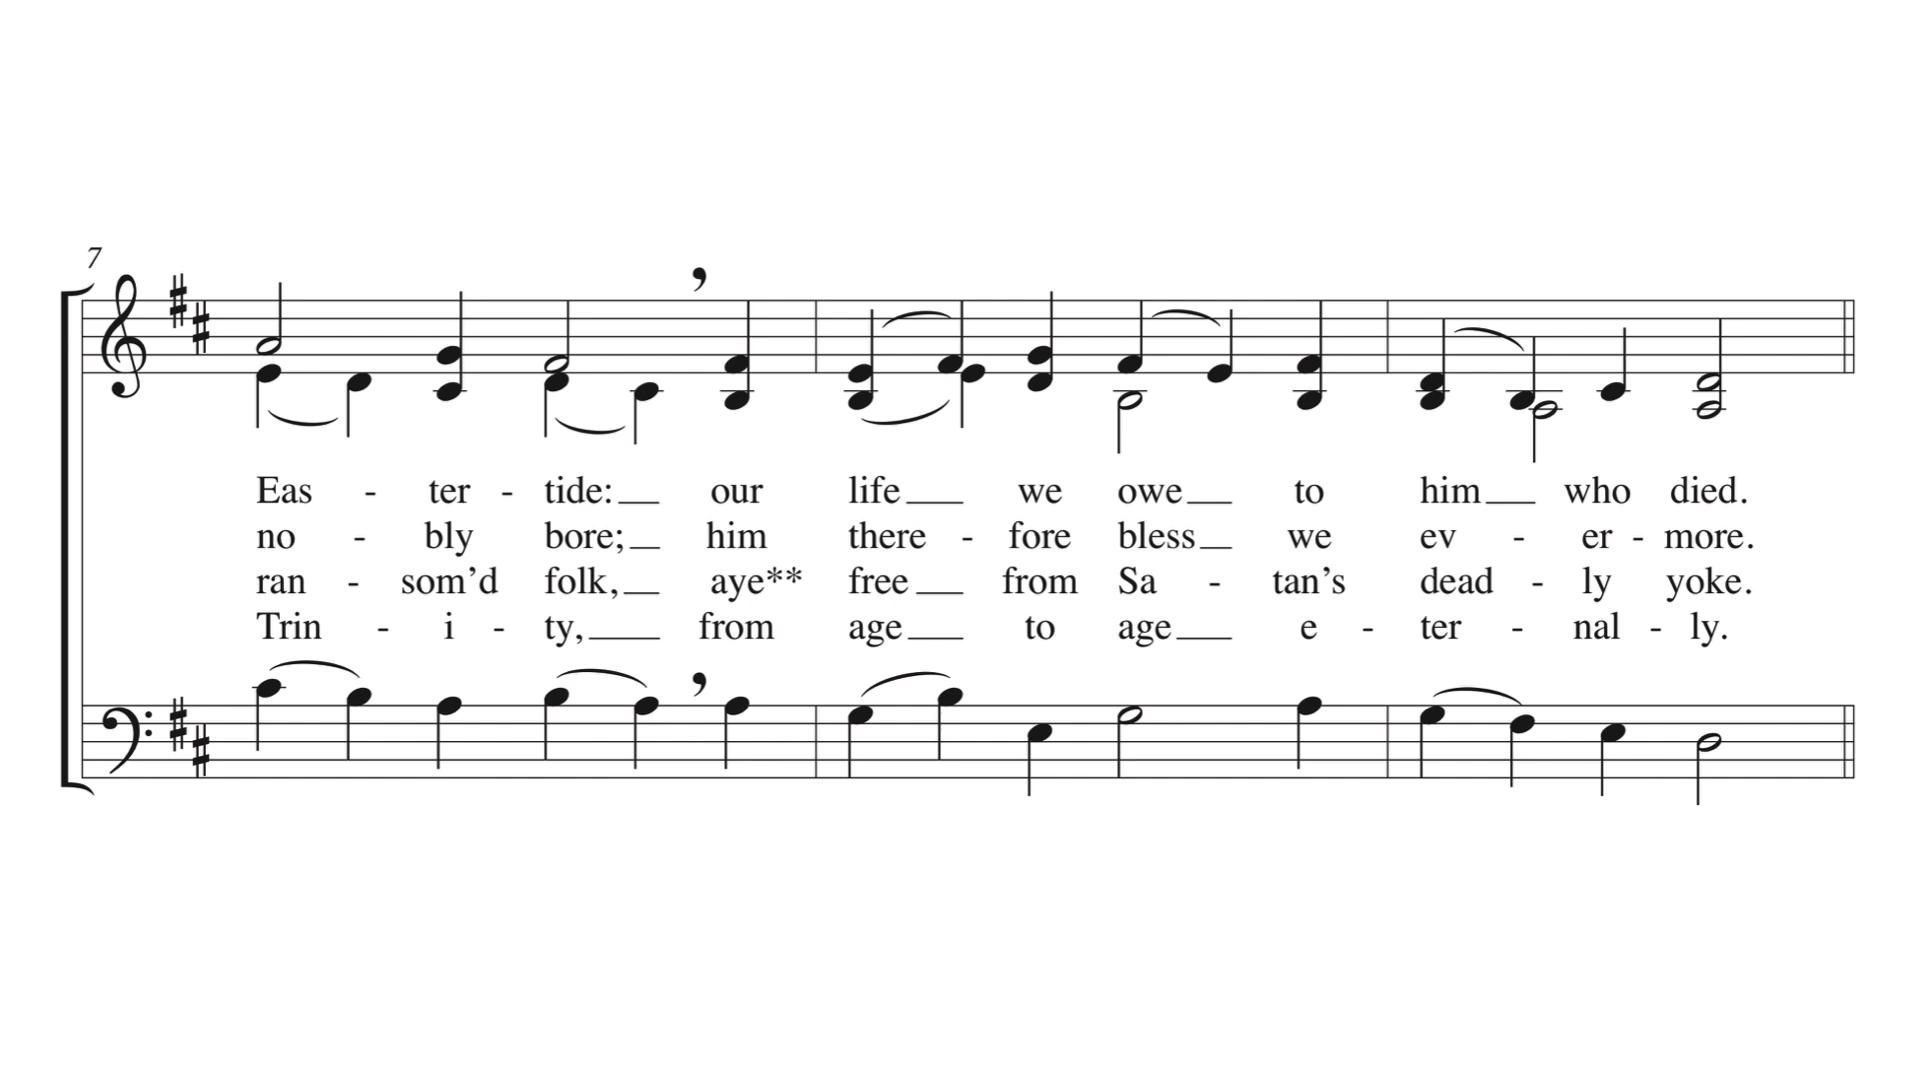 7
Eas - ter - tide: our life we owe to him who died.
no - bly bore; him there - fore bless we ev - er - more.
ran - som’d folk, aye** free from Sa - tan’s dead - ly yoke.
Trin - i - ty, from age to age e - ter - nal - ly.